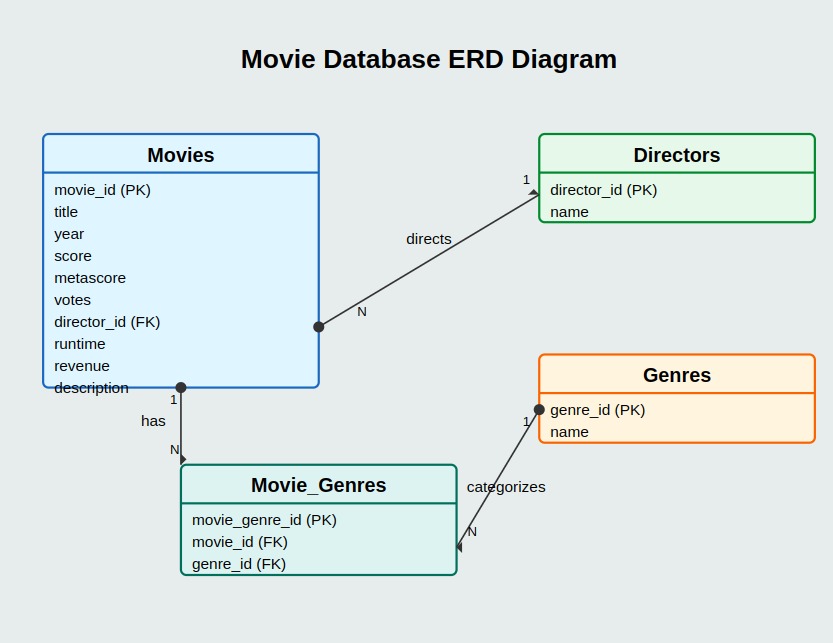 Movie Database ERD Diagram
Movies
movie_id (PK)
title
year
score
metascore
votes
director_id (FK)
runtime
revenue
description
Directors
director_id (PK)
name
1
directs
N
Genres
genre_id (PK)
name
1
has
N
1
categorizes
N
Movie_Genres
movie_genre_id (PK)
movie_id (FK)
genre_id (FK)